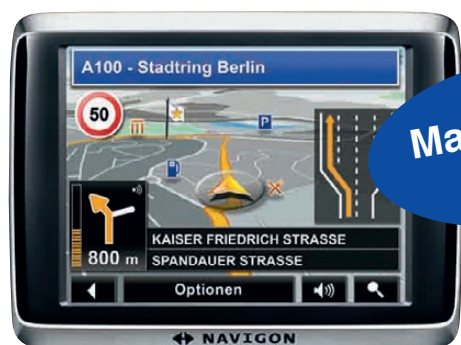 A100 - Stadtring Berlin
50
P
Ma
800 m
KAISER FRIEDRICH STRASSE
SPANDAUER STRASSE
Optionen
NAVIGON